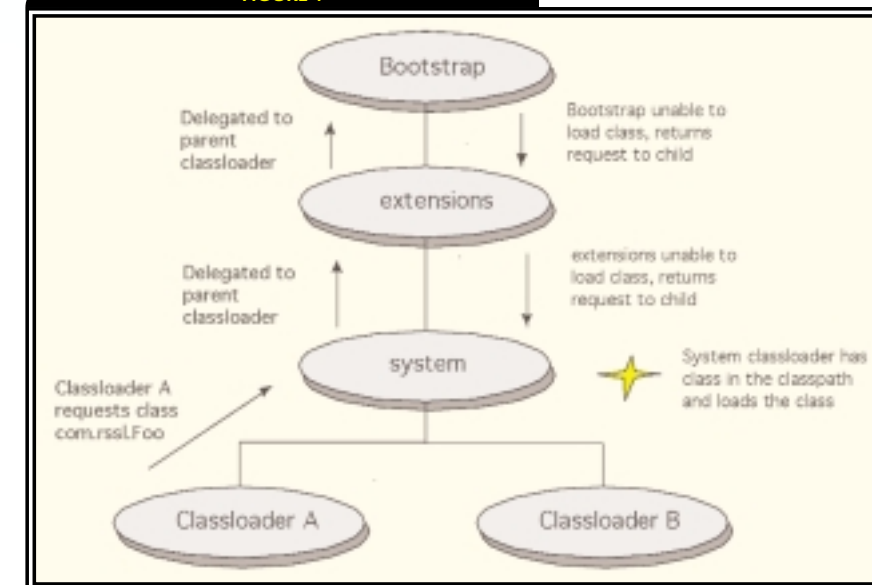 Bootstrap
Delegated to
parent
classloader
Bootstrap unable to
load class, returns
request to child
extensions
Delegated to
parent
classloader
extensions unable to
load class, returns
request to child
system
System classloader has
class in the classpath
and loads the class
Classloader A
requests class
com.rssl.Foo
Classloader A
Classloader B